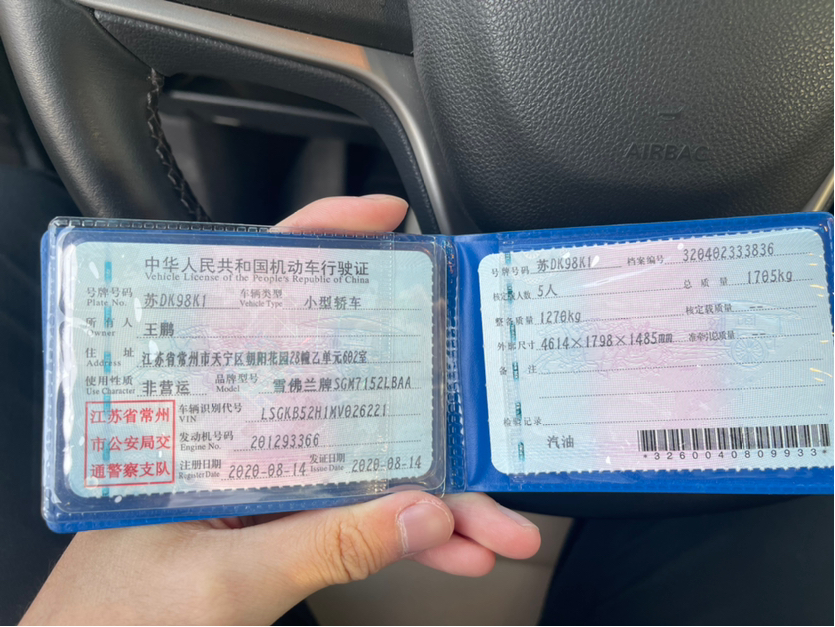 AIRBAG
中华人民共和国机动车行驶证
Vehicle License of the People's Republic of China
号牌号码 苏DK98K1 车辆类型 小型轿车
Plate No. Vehicle Type
所有人 王鹏
Owner
住址 江苏省常州市天宁区朝阳花园28幢乙单元602室
Address
使用性质 非营运 品牌型号 雪佛兰牌SGM7152LBAA
Use Character Model
江苏省常州
市公安局交
通警察支队
车辆识别代号 LSGKB52H1MV026221
VIN
发动机号码 201293366
Engine No.
注册日期 2020-08-14 发证日期 2020-08-14
Register Date Issue Date
号牌号码 苏DK98K1 档案编号 320402333836
核定载人数 5人 总质量 1705kg
整备质量 1270kg 核定载质量 --
外廓尺寸 4614×1798×1485mm 准牵引总质量 --
备注
检验记录
汽油
*3260040809933*